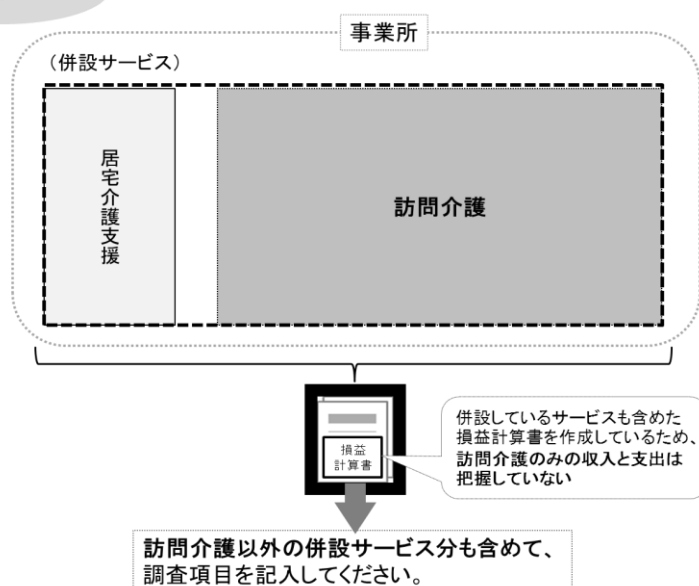 事業所
（併設サービス）
居宅介護支援
訪問介護
損益
計算書
併設しているサービスも含めた
損益計算書を作成しているため、
訪問介護のみの収入と支出は
把握していない
訪問介護以外の併設サービス分も含めて、
調査項目を記入してください。